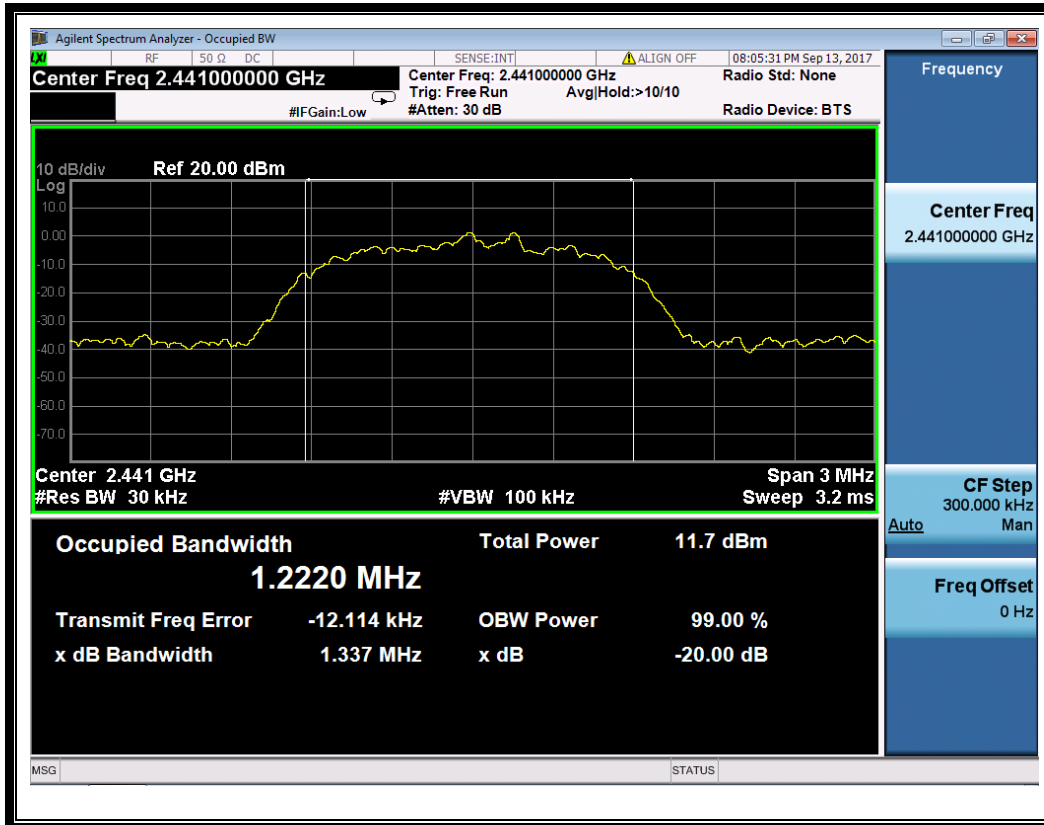 Agilent Spectrum Analyzer - Occupied BW
LXI RF 50 Ω DC SENSE:INT ALIGN OFF 08:05:31 PM Sep 13, 2017
Center Freq 2.441000000 GHz
Center Freq: 2.441000000 GHz Radio Std: None
Trig: Free Run Avg|Hold:>10/10
#IFGain:Low #Atten: 30 dB Radio Device: BTS
10 dB/div Ref 20.00 dBm
Log
10.0
0.00
-10.0
-20.0
-30.0
-40.0
-50.0
-60.0
-70.0
Center 2.441 GHz Span 3 MHz
#Res BW 30 kHz #VBW 100 kHz Sweep 3.2 ms
Occupied Bandwidth Total Power 11.7 dBm
1.2220 MHz
Transmit Freq Error -12.114 kHz OBW Power 99.00 %
x dB Bandwidth 1.337 MHz x dB -20.00 dB
MSG STATUS
Frequency
Center Freq
2.441000000 GHz
CF Step
300.000 kHz
Auto Man
Freq Offset
0 Hz